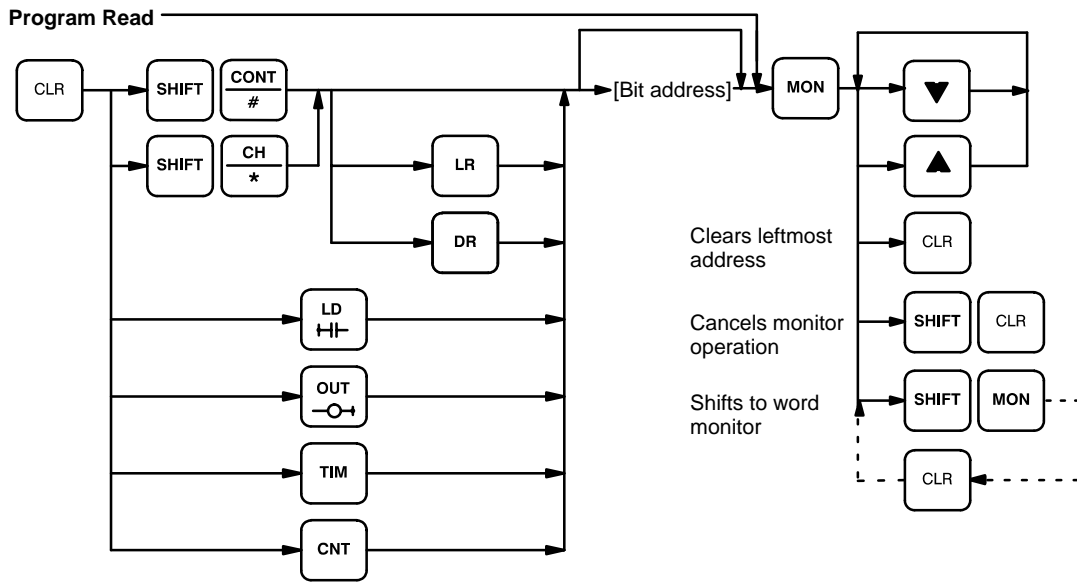 Program Read
CLR
SHIFT
CONT
#
[Bit address]
MON
SHIFT
CH
*
LR
DR
Clears leftmost
address
CLR
LD
Cancels monitor
operation
SHIFT
CLR
OUT
Shifts to word
monitor
SHIFT
MON
TIM
CLR
CNT